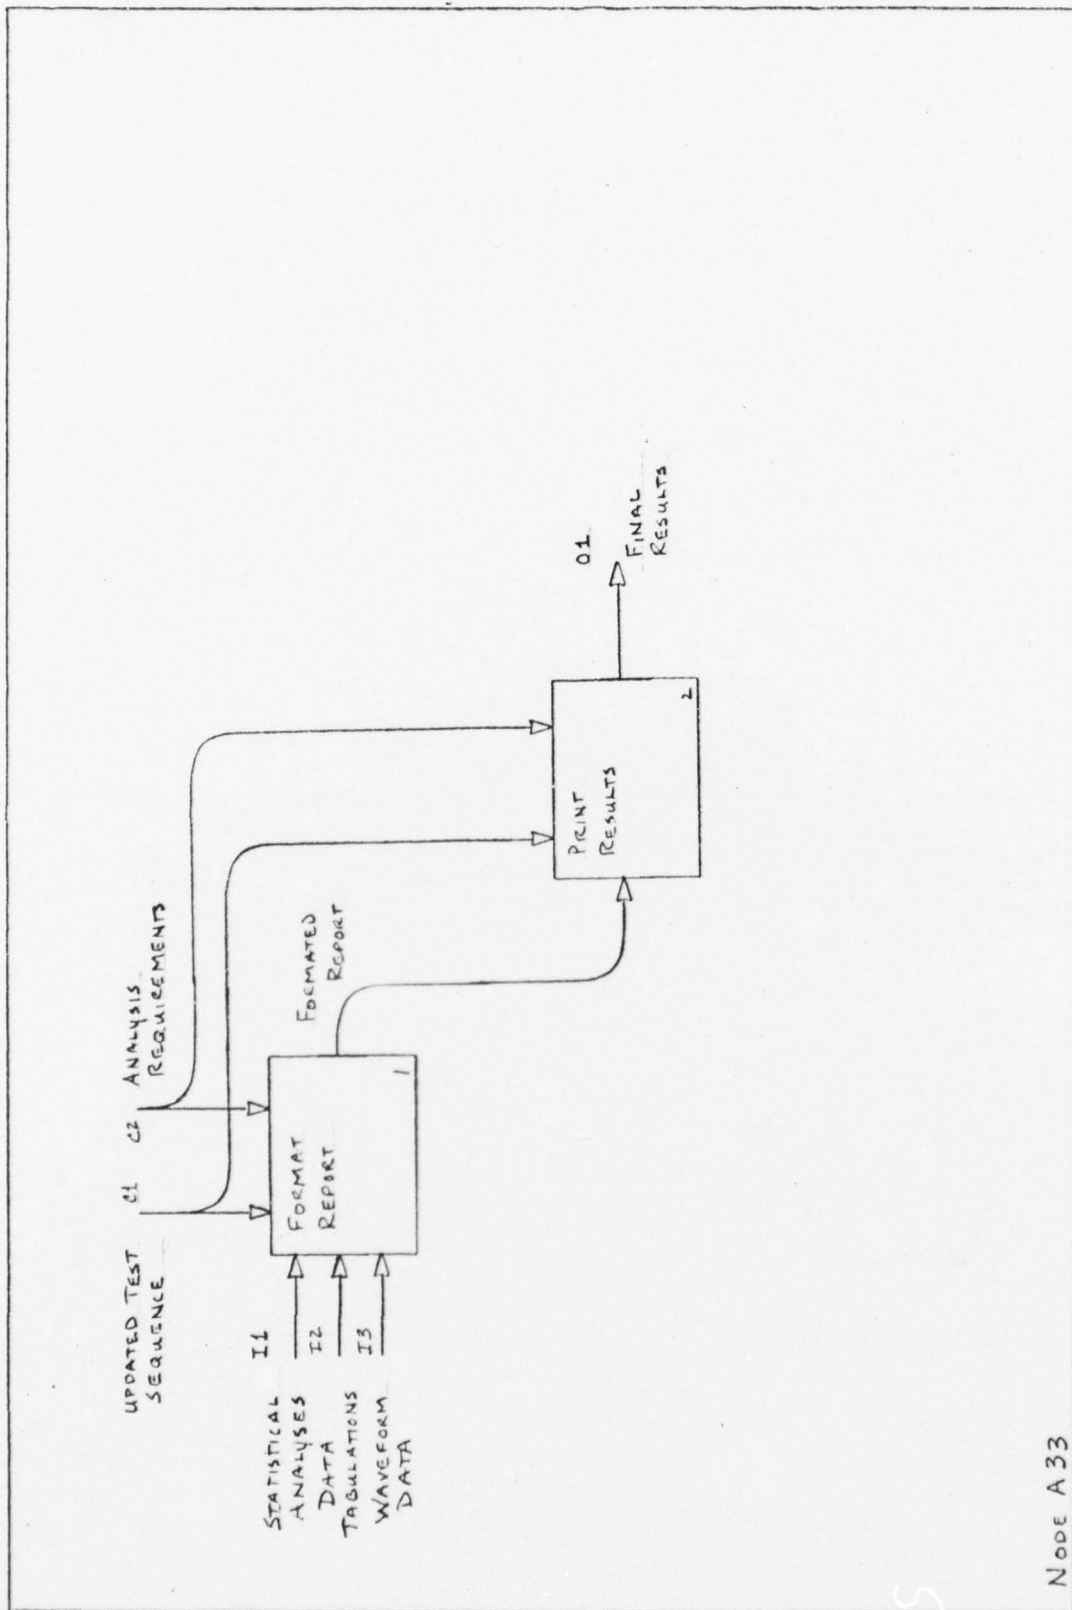 UPDATED TEST
SEQUENCE
C1
C2
ANALYSIS
REQUIREMENTS
STATISTICAL
ANALYSES
I1
DATA
TABULATIONS
I2
WAVEFORM
DATA
I3
FORMAT
REPORT
1
FORMATED
REPORT
PRINT
RESULTS
2
O1
FINAL
RESULTS
NODE A33